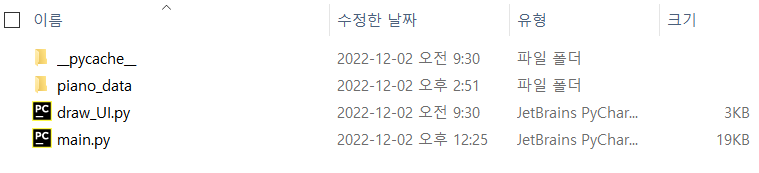 이름 수정한 날짜 유형 크기
__pycache__ 2022-12-02 오전 9:30 파일 폴더
piano_data 2022-12-02 오후 2:51 파일 폴더
PC draw_UI.py 2022-12-02 오전 9:30 JetBrains PyChar... 3KB
PC main.py 2022-12-02 오후 12:25 JetBrains PyChar... 19KB